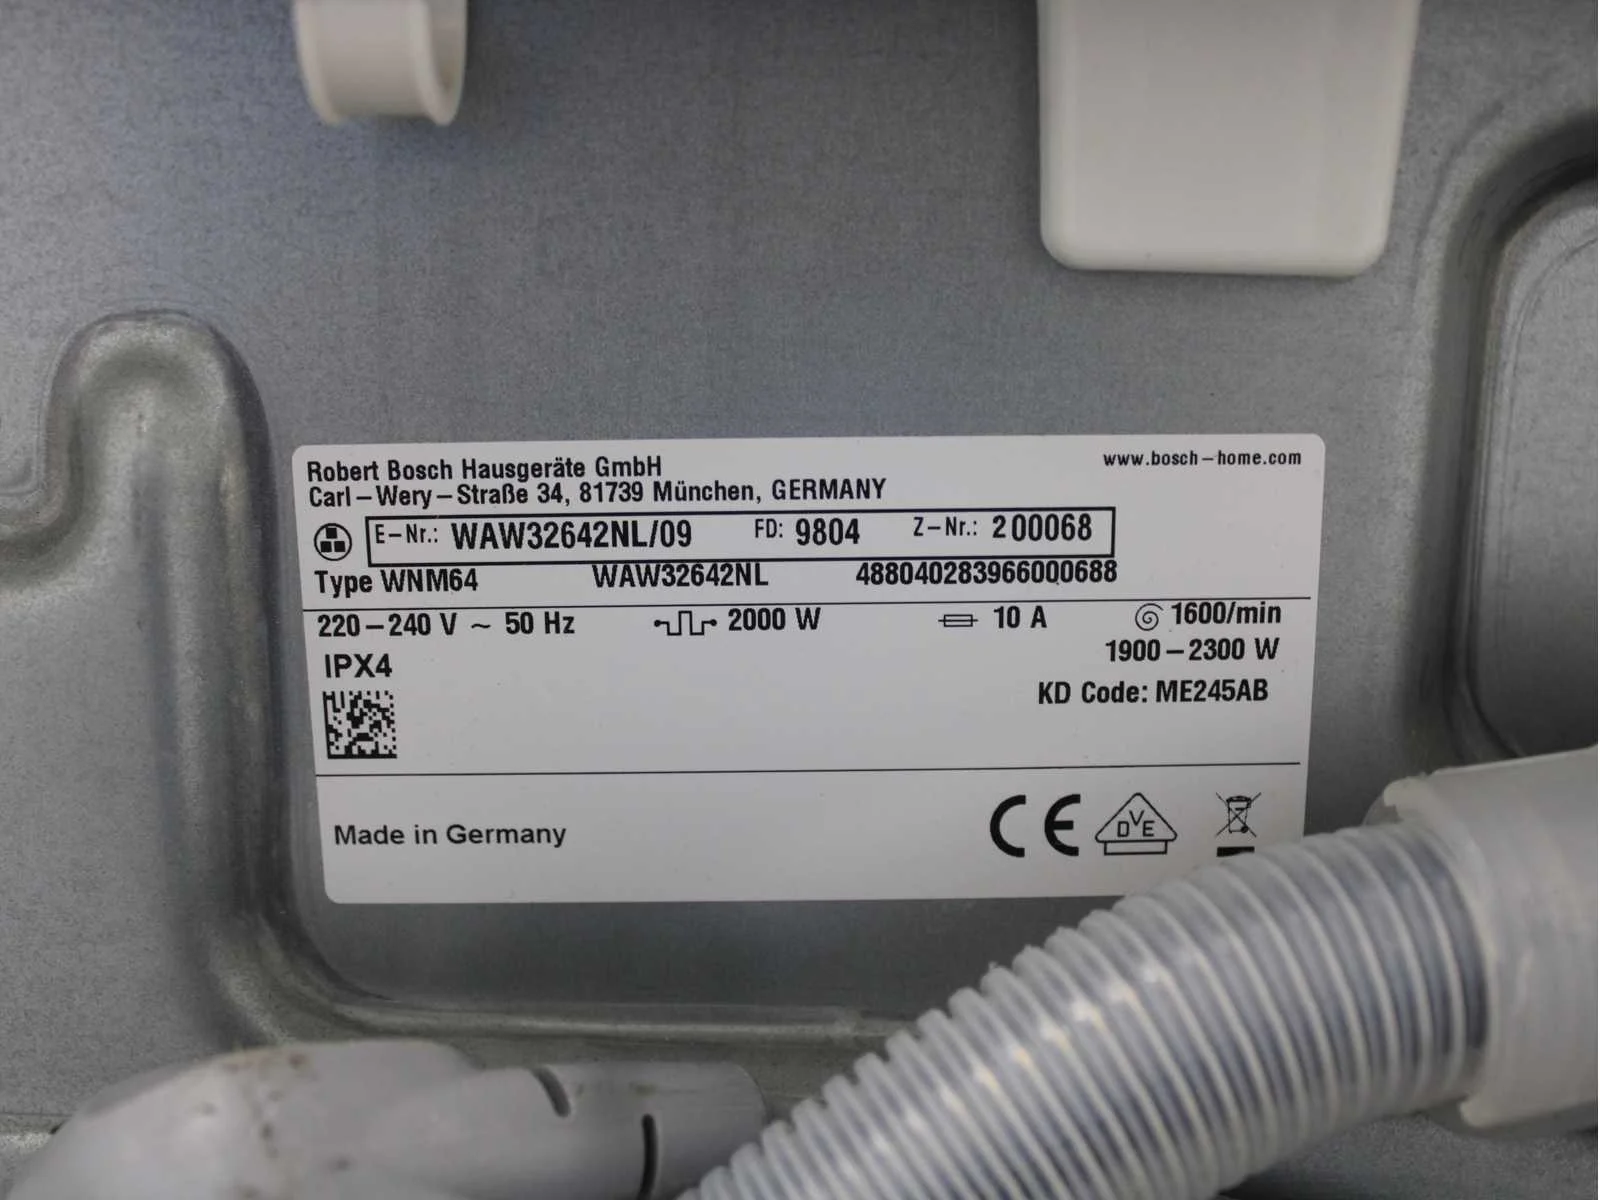 Robert Bosch Hausgeräte GmbH
www.bosch-home.com
Carl-Wery-Straße 34, 81739 München, GERMANY
E-Nr.: WAW32642NL/09 FD: 9804 Z-Nr.: 200068
Type WNM64 WAW32642NL 488040283966000688
220-240 V ~ 50 Hz 2000 W 10 A 1600/min
1900-2300 W
IPX4
KD Code: ME245AB
Made in Germany CE DVE